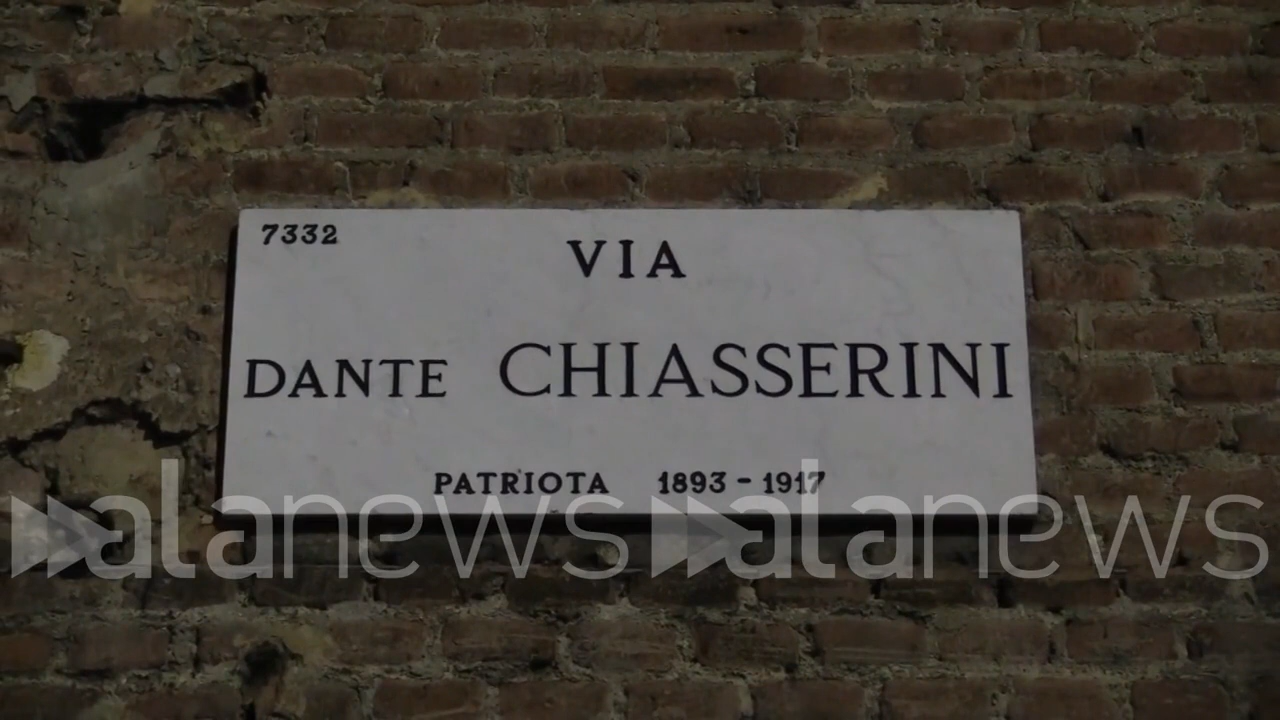 7332
VIA
DANTE CHIASSERINI
PATRIOTA 1893 - 1917
alanews alanews